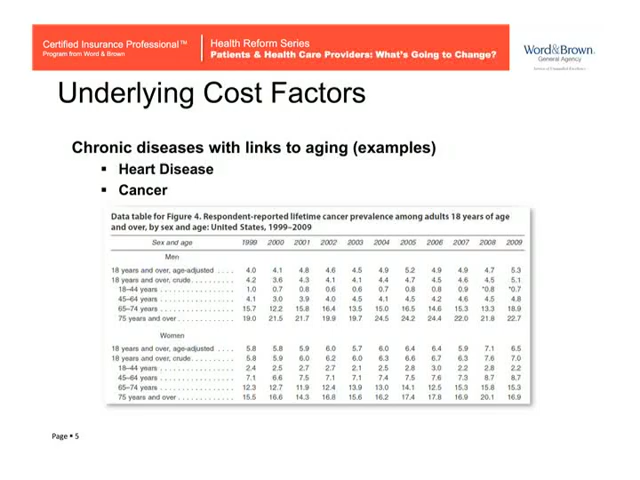 Certified Insurance Professional™
Program from Word & Brown
Health Reform Series
Patients & Health Care Providers: What's Going to Change?
Word&Brown.
General Agency
Underlying Cost Factors
Chronic diseases with links to aging (examples)
▪ Heart Disease
▪ Cancer
Data table for Figure 4. Respondent-reported lifetime cancer prevalence among adults 18 years of age
and over, by sex and age: United States, 1999–2009
Sex and age 1999 2000 2001 2002 2003 2004 2005 2006 2007 2008 2009
Men
18 years and over, age-adjusted . . . . 4.0 4.1 4.8 4.6 4.5 4.9 5.2 4.9 4.9 4.7 5.3
18 years and over, crude. . . . . . . . . . 4.2 3.6 4.3 4.1 4.1 4.4 4.7 4.5 4.6 4.5 5.1
18–44 years . . . . . . . . . . . . . . . . . 1.0 0.7 0.8 0.6 0.6 0.7 0.8 0.8 0.9 *0.8 *0.7
45–64 years . . . . . . . . . . . . . . . . . 4.1 3.0 3.9 4.0 4.5 4.1 4.5 4.2 4.6 4.5 4.8
65–74 years . . . . . . . . . . . . . . . . . 15.7 12.2 15.8 16.4 13.5 15.0 16.5 14.6 15.3 13.3 18.9
75 years and over . . . . . . . . . . . . . 19.0 21.5 21.7 19.9 19.7 24.5 24.2 24.4 22.0 21.8 22.7
Women
18 years and over, age-adjusted . . . . 5.8 5.8 5.9 6.0 5.7 6.0 6.4 6.4 5.9 7.1 6.5
18 years and over, crude. . . . . . . . . . 5.8 5.9 6.0 6.2 6.0 6.3 6.6 6.7 6.3 7.6 7.0
18–44 years . . . . . . . . . . . . . . . . . 2.4 2.5 2.7 2.7 2.1 2.5 2.8 3.0 2.2 2.8 2.2
45–64 years . . . . . . . . . . . . . . . . . 7.1 6.6 7.5 7.1 7.1 7.4 7.5 7.6 7.3 8.7 8.7
65–74 years . . . . . . . . . . . . . . . . . 12.3 12.7 11.9 12.4 13.9 13.0 14.1 12.5 15.3 15.8 15.3
75 years and over . . . . . . . . . . . . . 15.5 16.6 14.3 16.8 15.6 16.2 17.4 17.8 16.9 20.1 16.9
Page ▪ 5